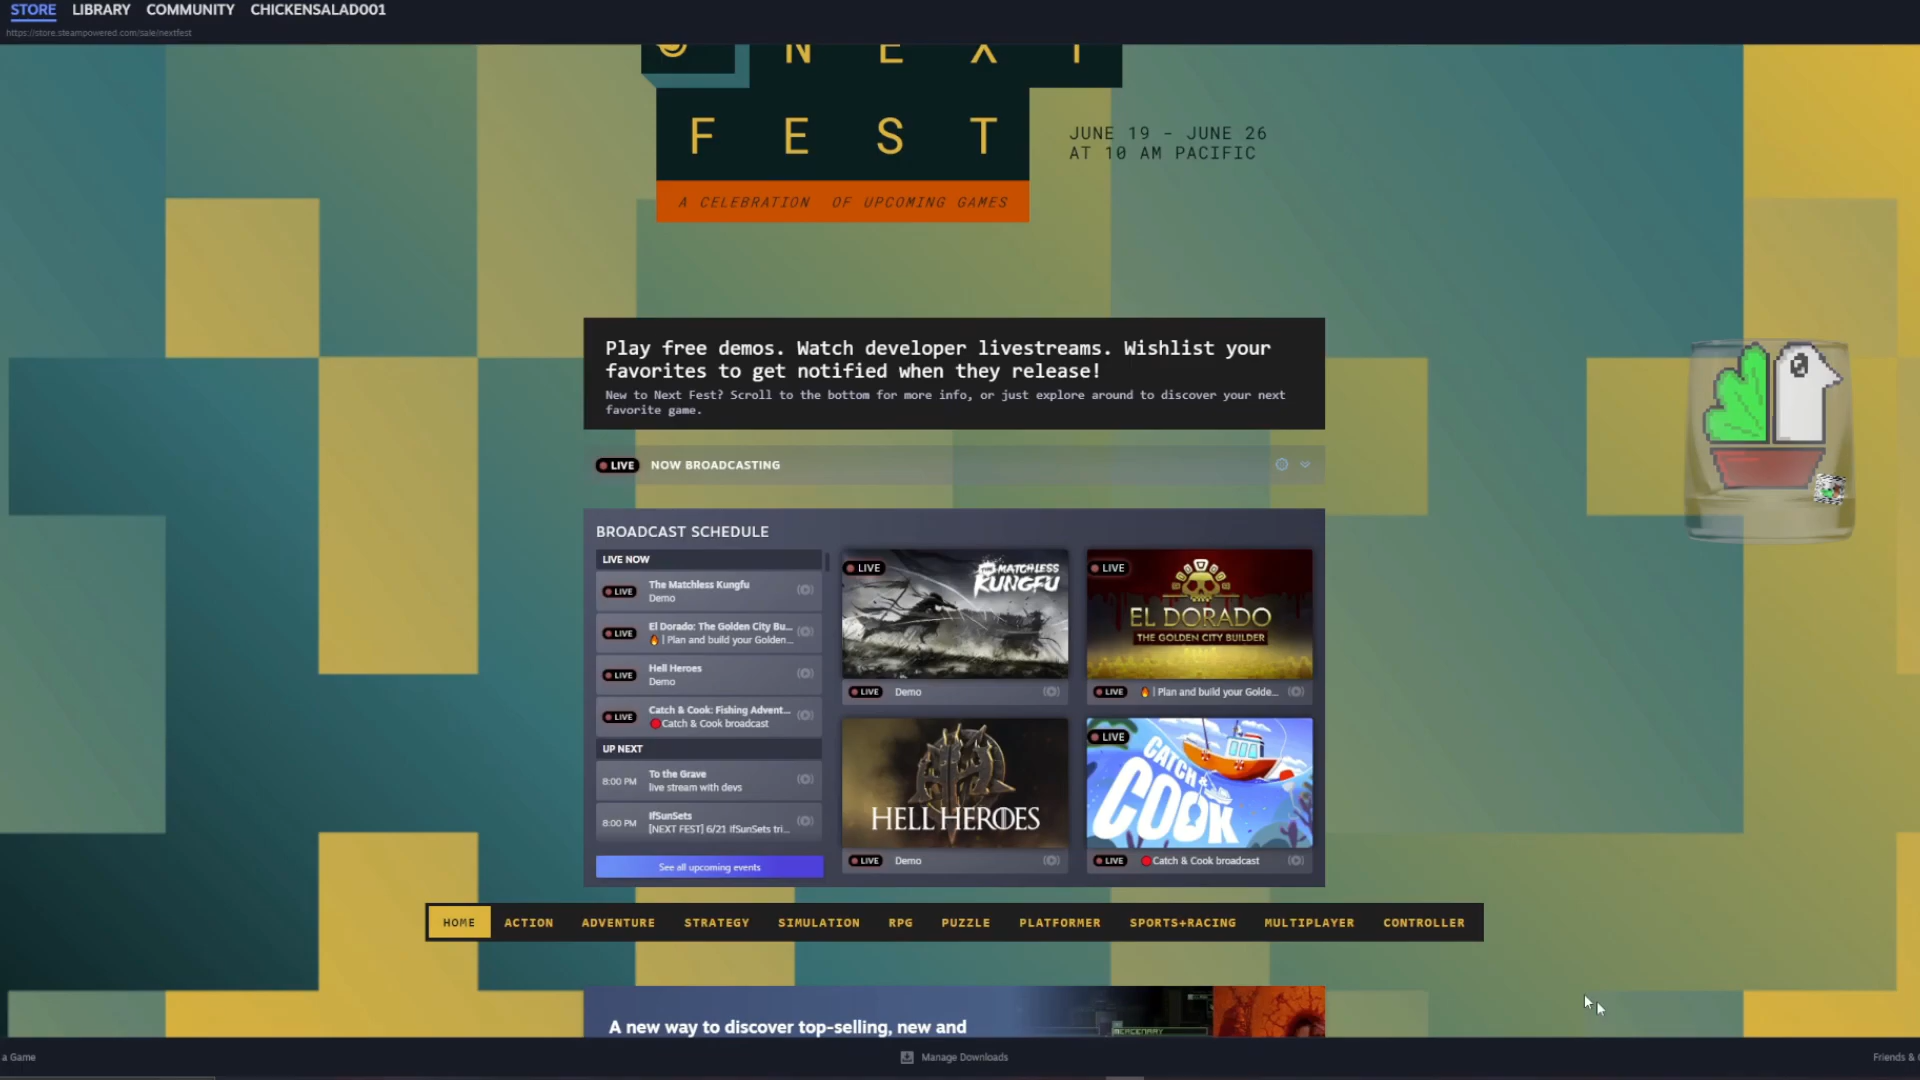 STORE LIBRARY COMMUNITY CHICKENSALAD001
https://store.steampowered.com/sale/nextfest
NEXT
FEST
JUNE 19 - JUNE 26
AT 10 AM PACIFIC
A CELEBRATION OF UPCOMING GAMES
Play free demos. Watch developer livestreams. Wishlist your
favorites to get notified when they release!
New to Next Fest? Scroll to the bottom for more info, or just explore around to discover your next
favorite game.
LIVE NOW BROADCASTING
BROADCAST SCHEDULE
LIVE NOW
LIVE The Matchless Kungfu
Demo
LIVE El Dorado: The Golden City Bu...
| Plan and build your Golden...
LIVE Hell Heroes
Demo
LIVE Catch & Cook: Fishing Advent...
Catch & Cook broadcast
UP NEXT
8:00 PM To the Grave
live stream with devs
8:00 PM IfSunSets
[NEXT FEST] 6/21 IfSunSets tri...
See all upcoming events
LIVE
MATCHLESS
KUNGFU
LIVE Demo
LIVE
EL DORADO
THE GOLDEN CITY BUILDER
LIVE | Plan and build your Golde...
HELL HEROES
LIVE Demo
LIVE
CATCH &
COOK
LIVE Catch & Cook broadcast
HOME ACTION ADVENTURE STRATEGY SIMULATION RPG PUZZLE PLATFORMER SPORTS+RACING MULTIPLAYER CONTROLLER
A new way to discover top-selling, new and
MERCENARY
a Game
Manage Downloads
Friends &